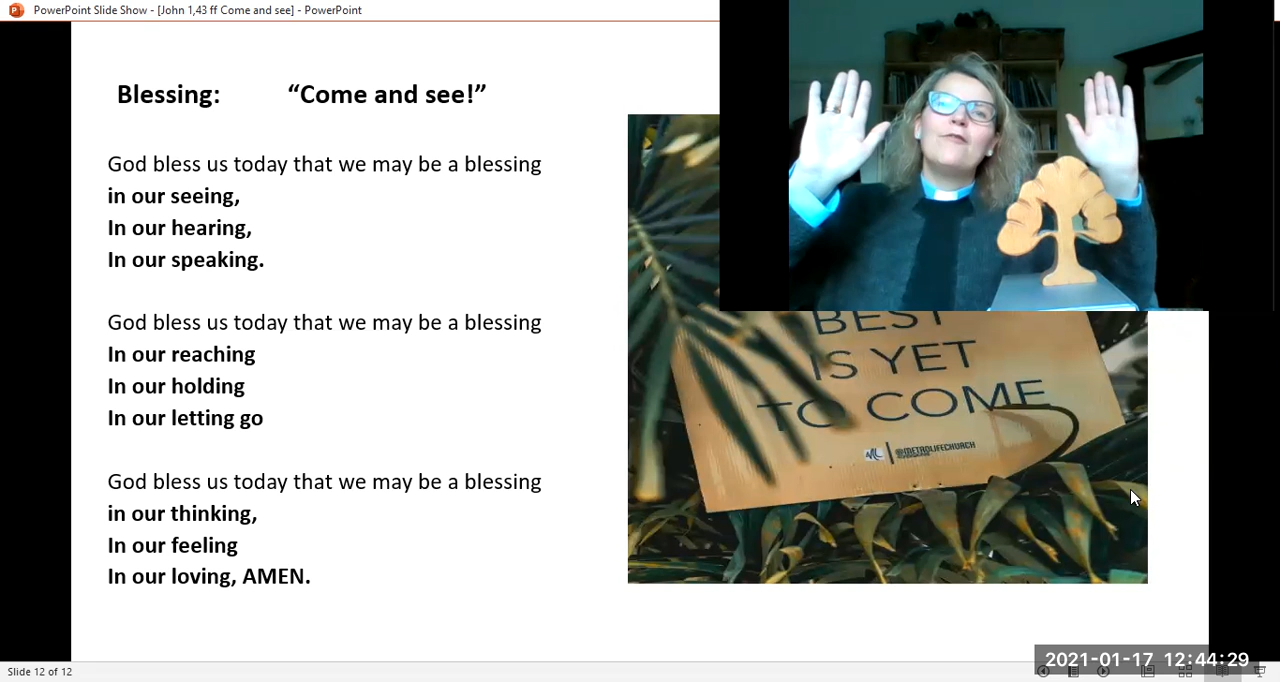 PowerPoint Slide Show - [John 1,43 ff Come and see] - PowerPoint
Blessing: “Come and see!”
God bless us today that we may be a blessing
in our seeing,
In our hearing,
In our speaking.
God bless us today that we may be a blessing
In our reaching
In our holding
In our letting go
God bless us today that we may be a blessing
in our thinking,
In our feeling
In our loving, AMEN.
BEST
IS YET
TO COME
@METROLIFECHURCH
Slide 12 of 12
2021-01-17 12:44:29